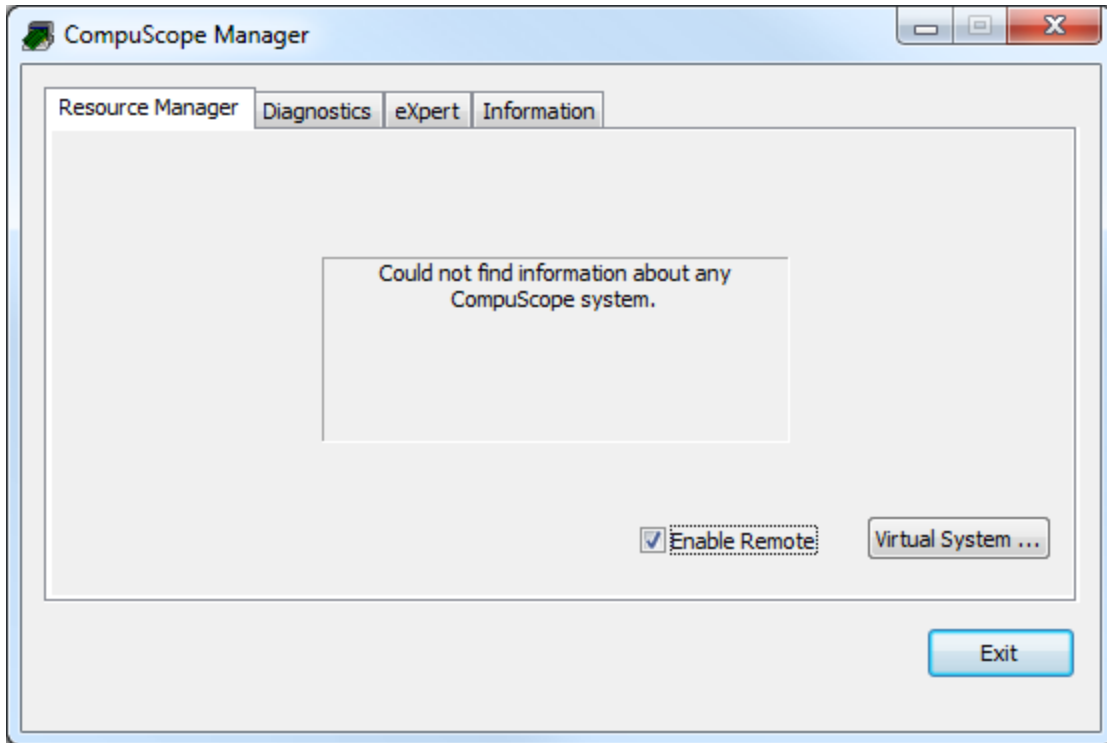 CompuScope Manager
Resource Manager Diagnostics eXpert Information
Could not find information about any
CompuScope system.
Enable Remote Virtual System ...
Exit